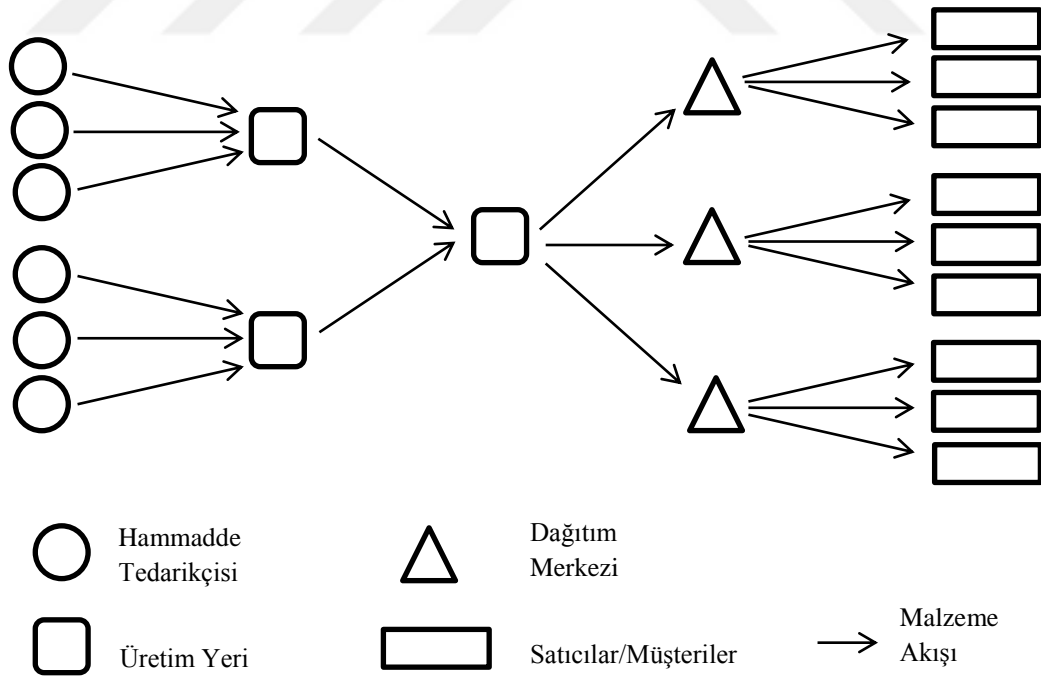 Hammadde
Tedarikçisi
Dağıtım
Merkezi
Üretim Yeri
Satıcılar/Müşteriler
Malzeme
Akışı